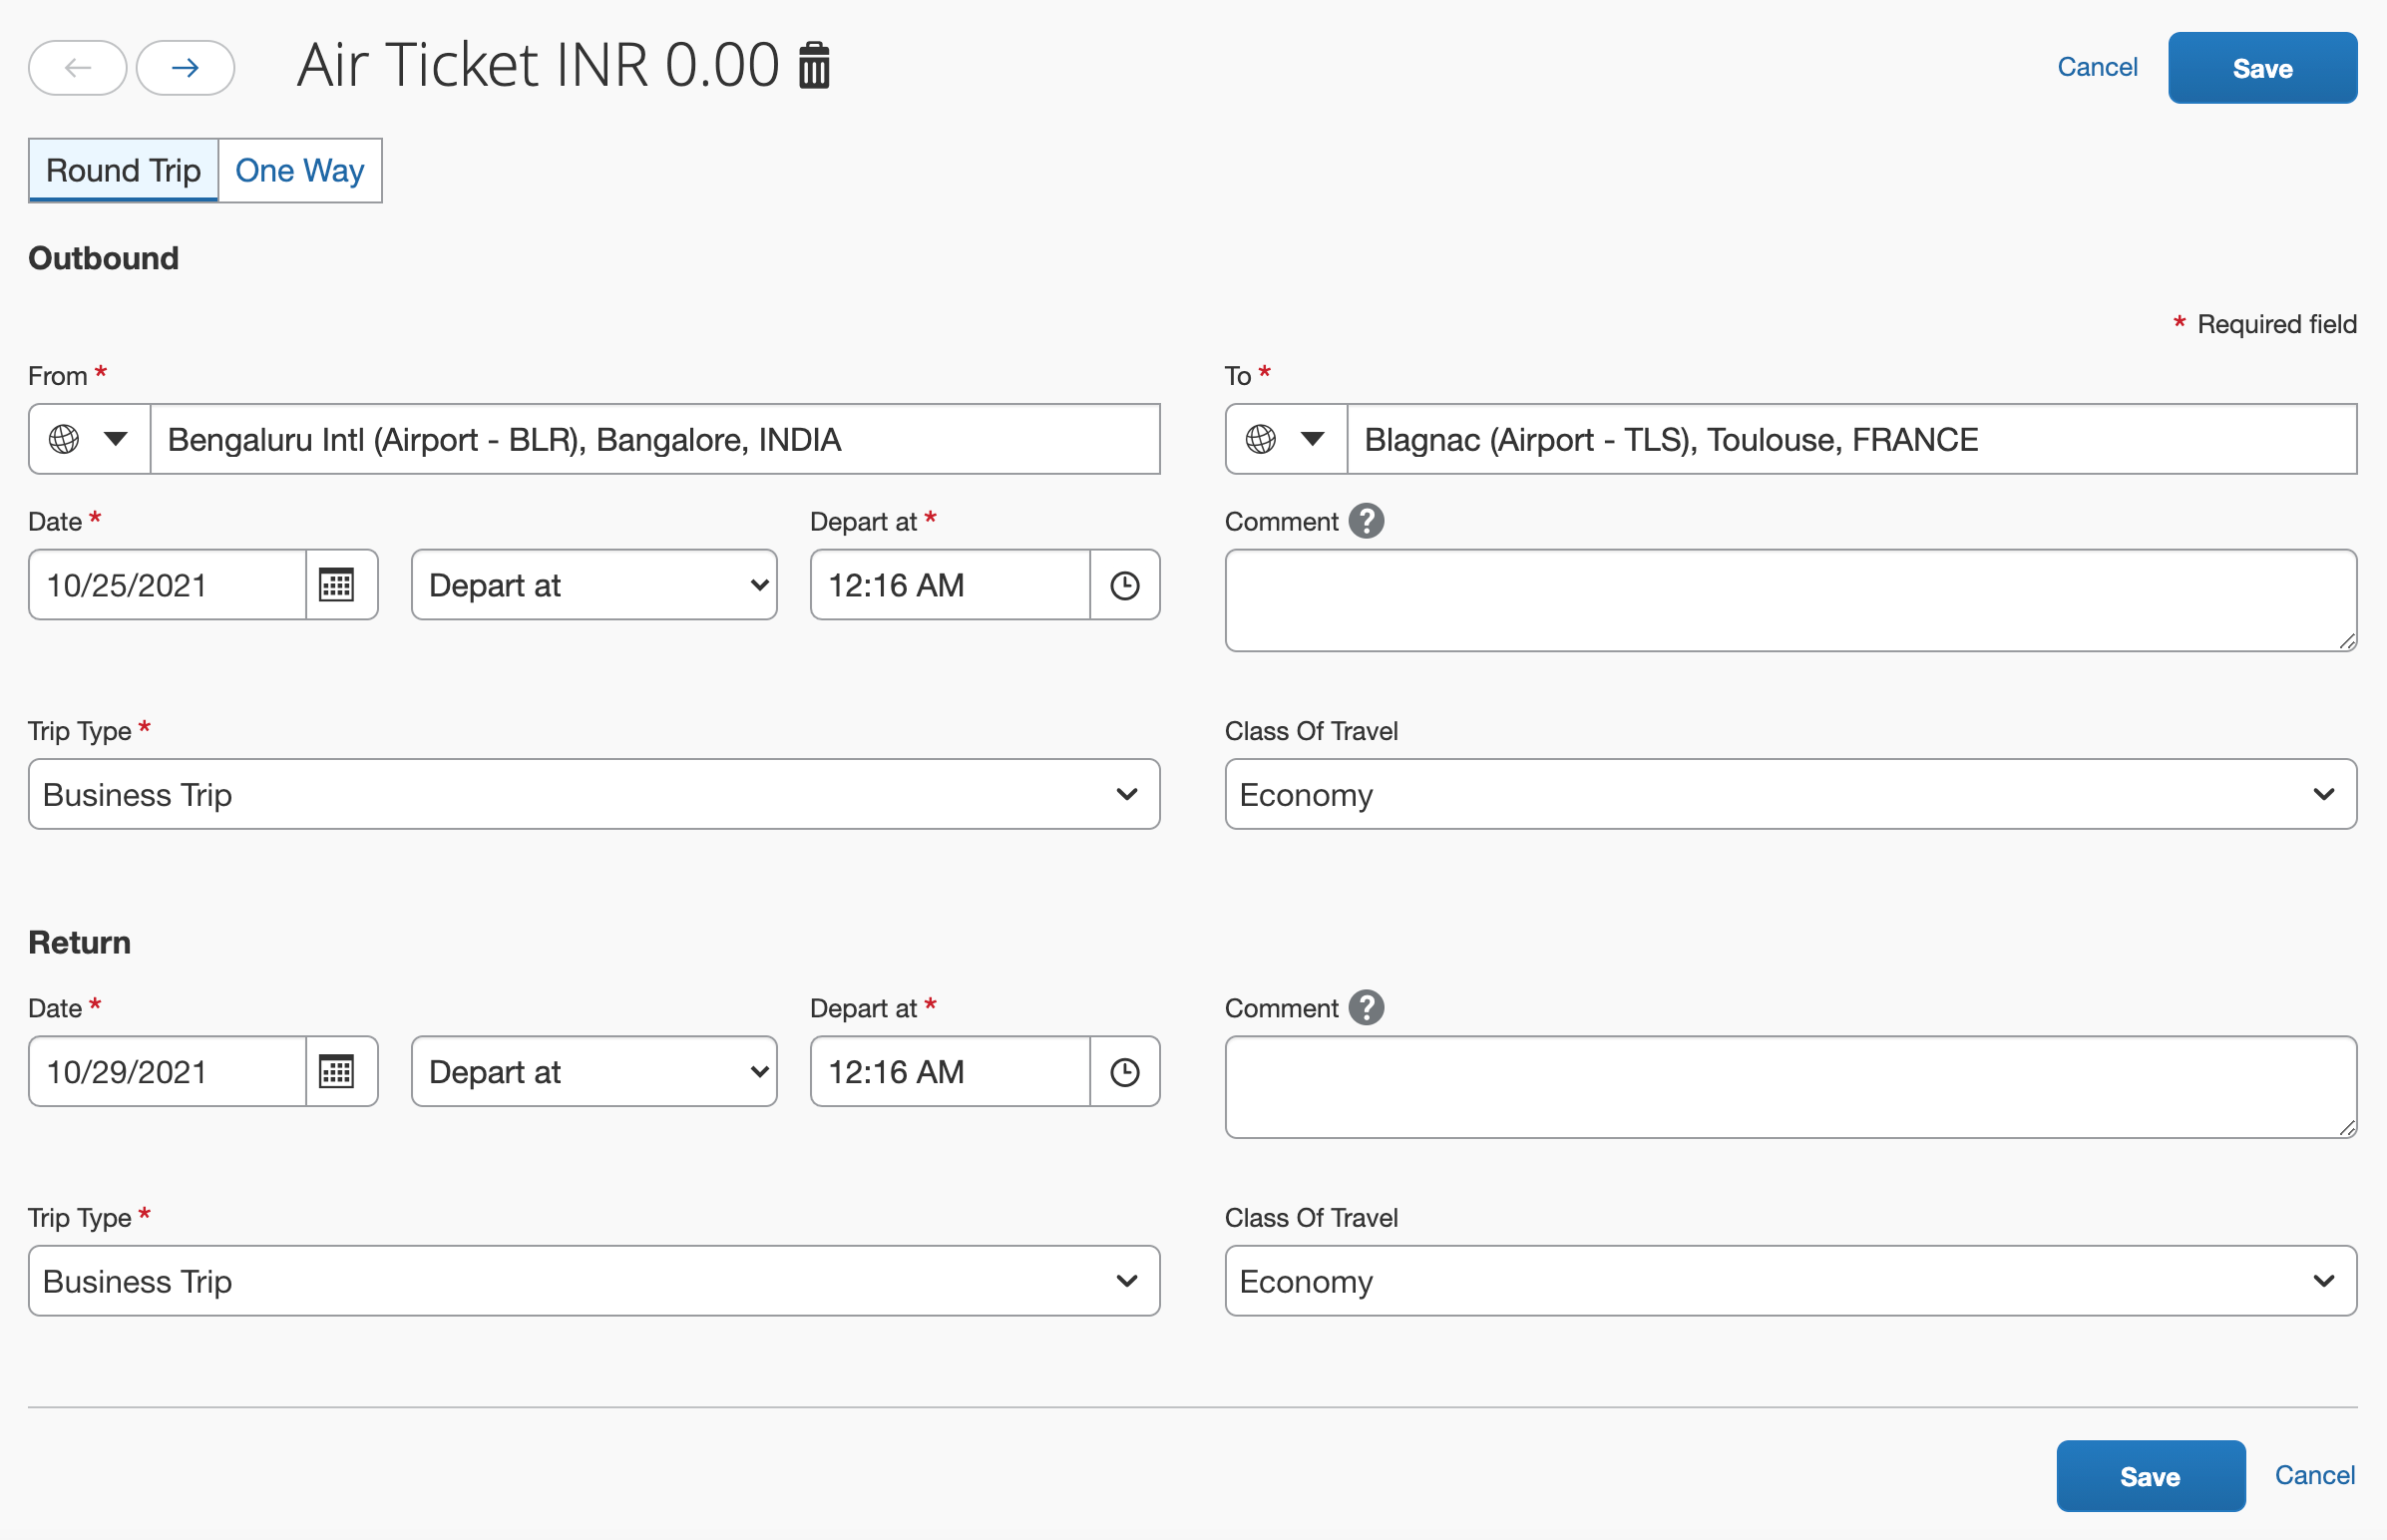 Air Ticket INR 0.00
Cancel Save
Round Trip One Way
Outbound
* Required field
From * To *
Bengaluru Intl (Airport - BLR), Bangalore, INDIA Blagnac (Airport - TLS), Toulouse, FRANCE
Date * Depart at * Comment ?
10/25/2021 Depart at 12:16 AM
Trip Type * Class Of Travel
Business Trip Economy
Return
Date * Depart at * Comment ?
10/29/2021 Depart at 12:16 AM
Trip Type * Class Of Travel
Business Trip Economy
Save Cancel